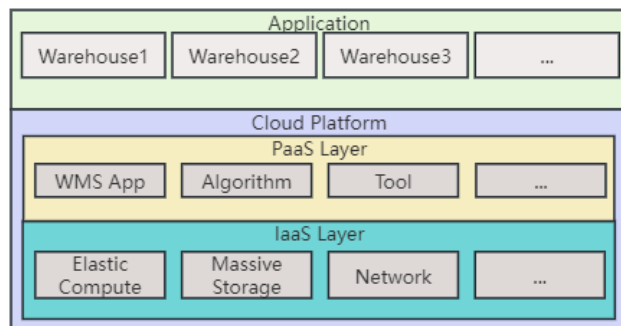 Application
Warehouse1
Warehouse2
Warehouse3
...
Cloud Platform
PaaS Layer
WMS App
Algorithm
Tool
...
IaaS Layer
Elastic
Compute
Massive
Storage
Network
...